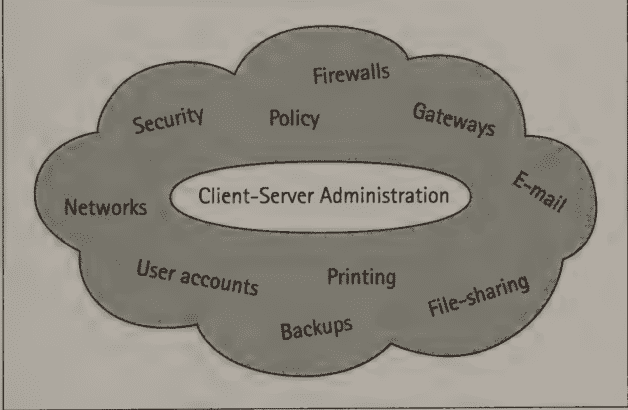 Firewalls
Security
Policy
Gateways
E-mail
Networks
Client-Server Administration
User accounts
Printing
File-sharing
Backups